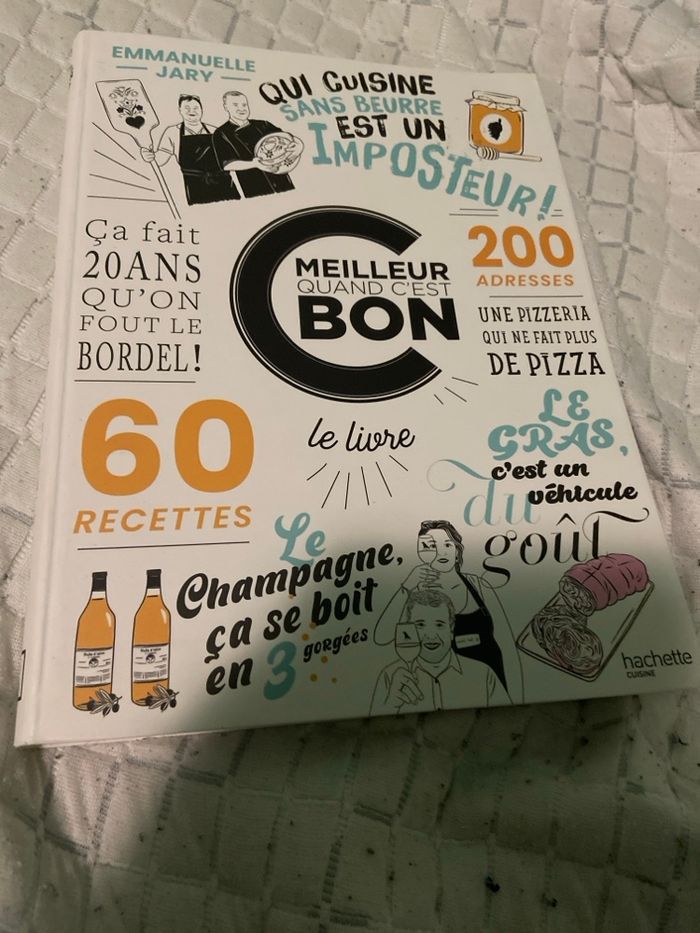 EMMANUELLE
JARY
QUI CUISINE
SANS BEURRE
EST UN
IMPOSTEUR!
Ça fait
20ANS
QU'ON
FOUT LE
BORDEL!
C
MEILLEUR
QUAND C'EST
BON
200
ADRESSES
UNE PIZZERIA
QUI NE FAIT PLUS
DE PIZZA
le livre
60
RECETTES
LE
GRAS,
c'est un
véhicule
du
goût
Le
Champagne,
ça se boit
en 3 gorgées
hachette
CUISINE